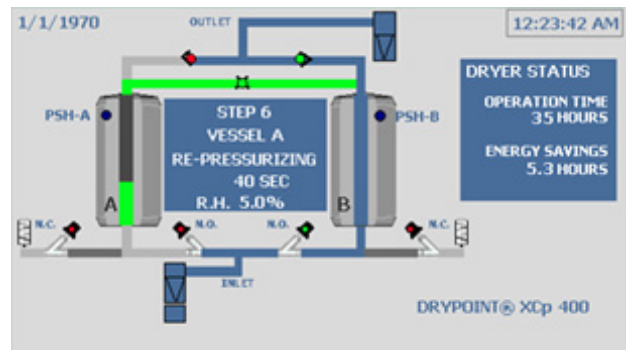 1/1/1970
OUTLET
12:23:42 AM
DRYER STATUS
OPERATION TIME
35 HOURS
ENERGY SAVINGS
5.3 HOURS
PSH-A
PSH-B
STEP 6
VESSEL A
RE-PRESSURIZING
40 SEC
R.H. 5.0%
A
B
N.C.
N.O.
N.O.
N.C.
INLET
DRYPOINT® XCp 400